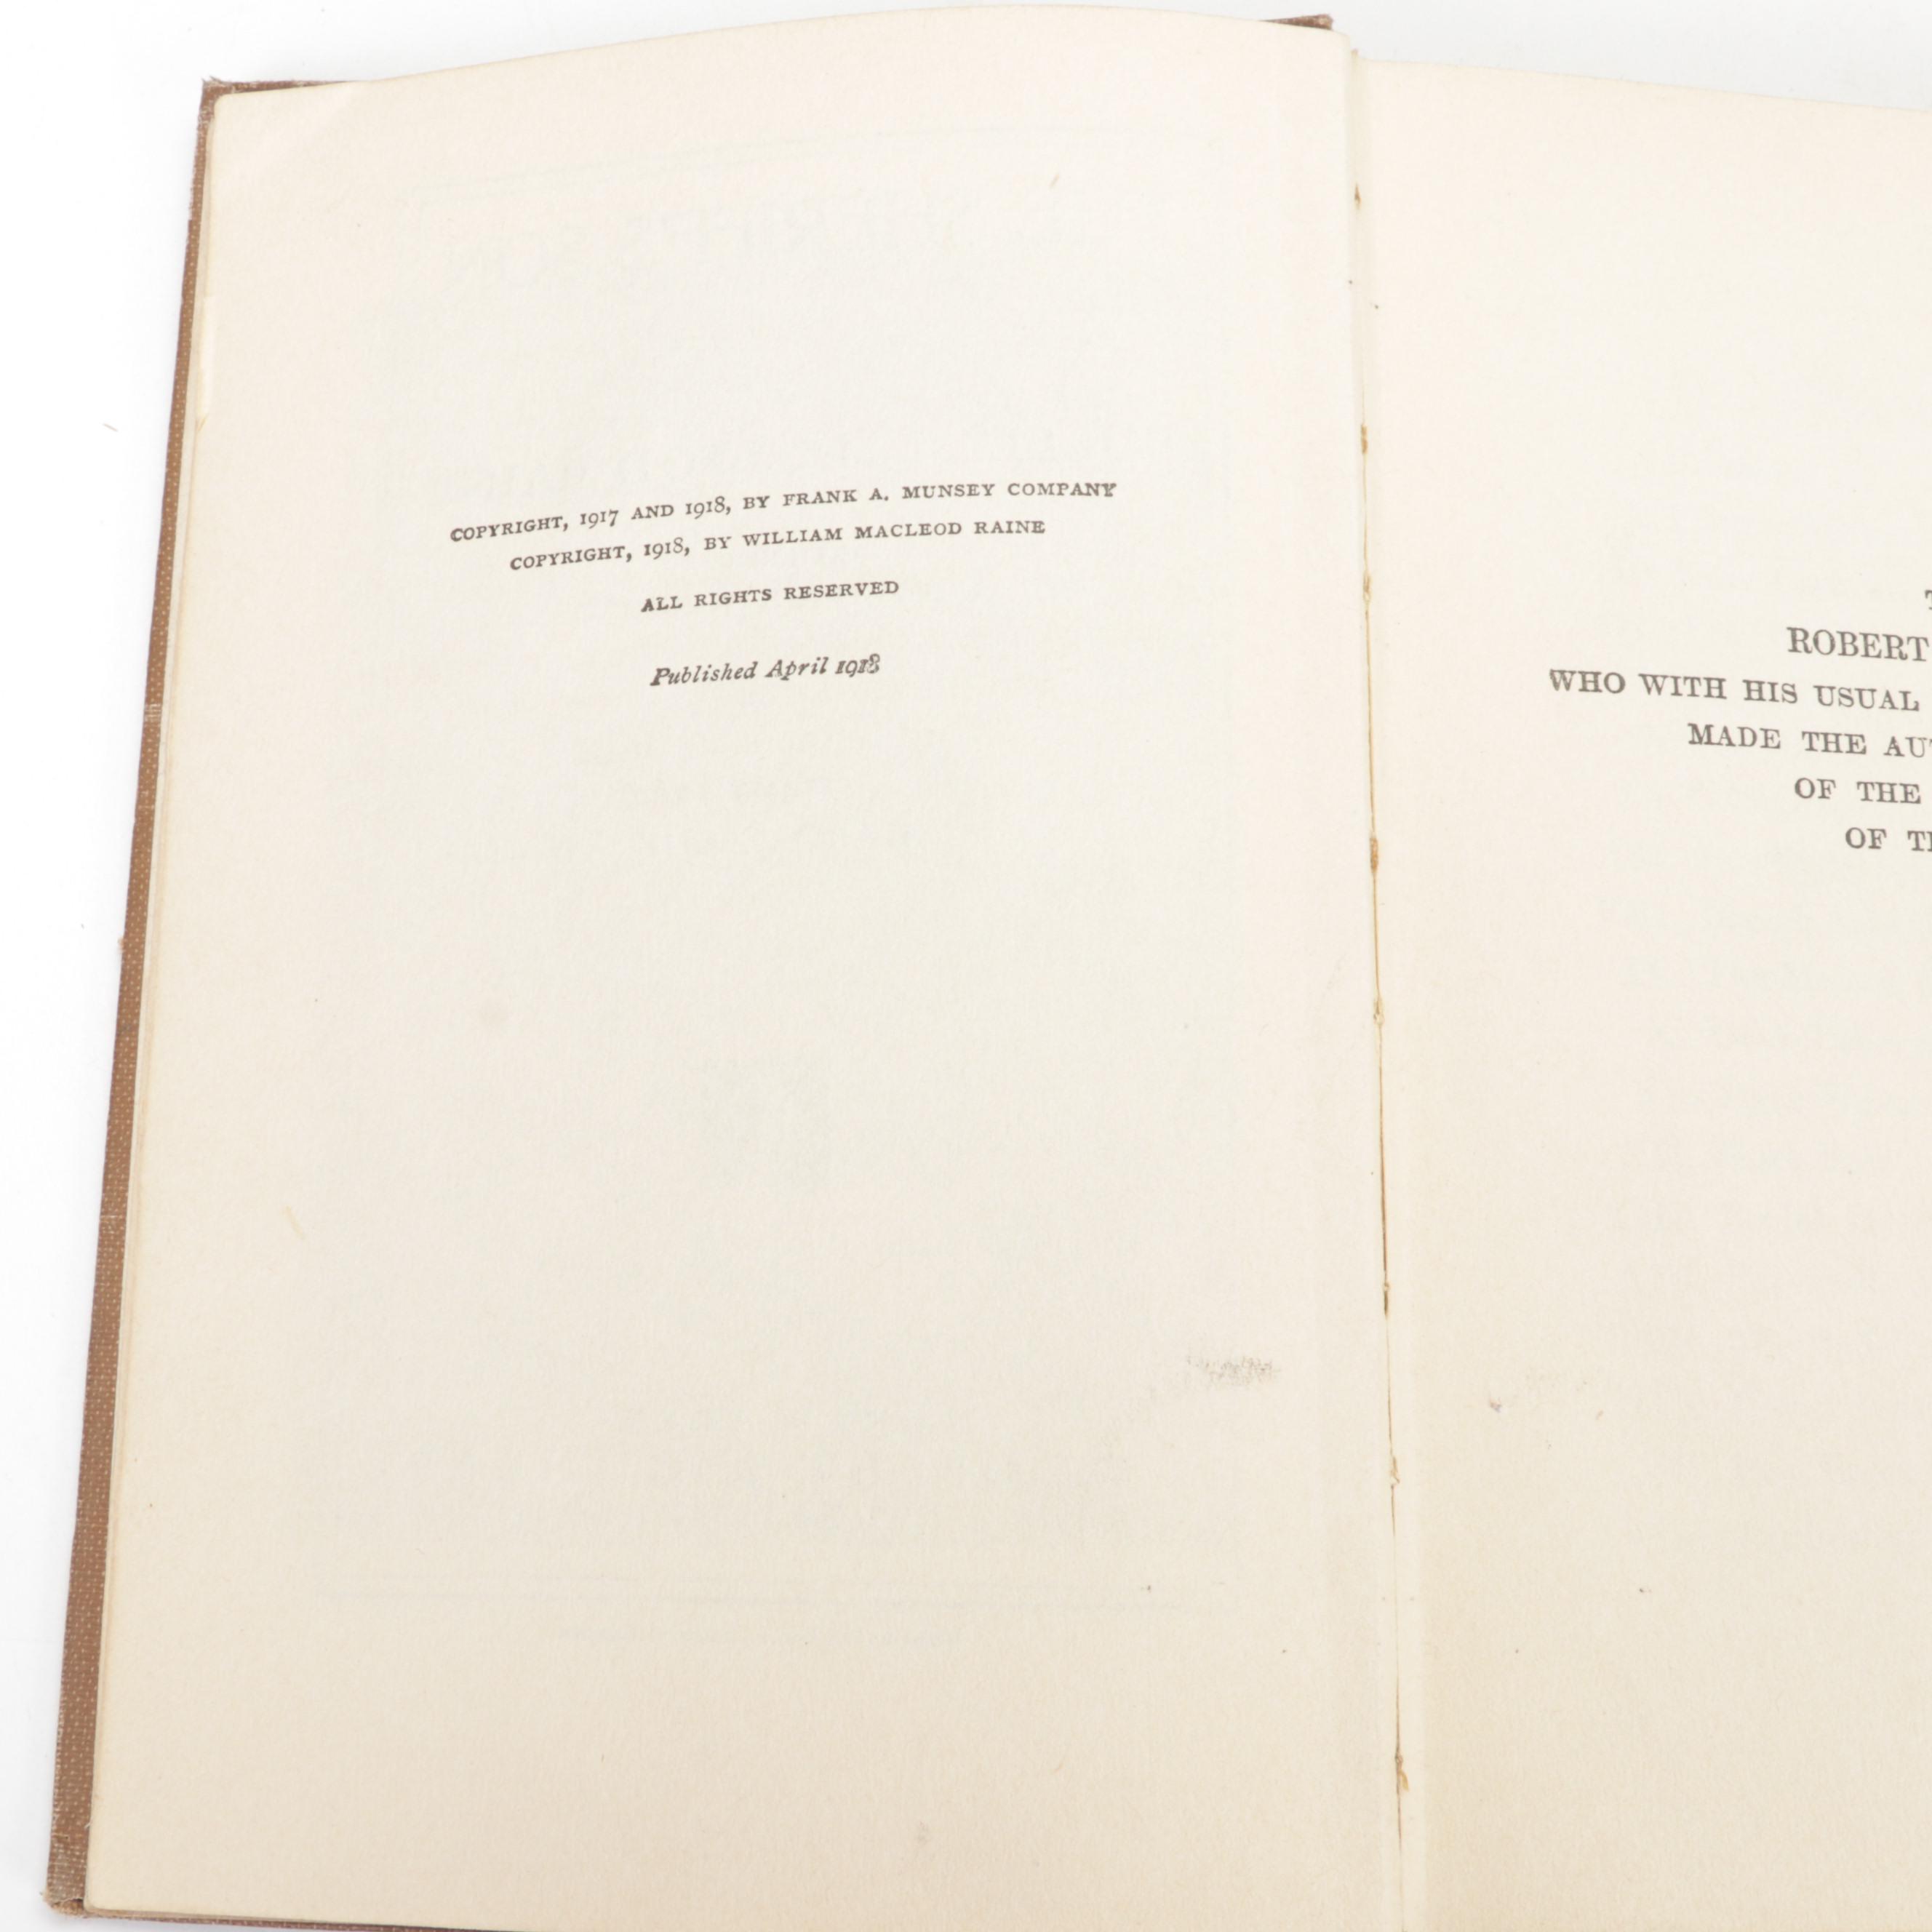 COPYRIGHT, 1917 AND 1918, BY FRANK A. MUNSEY COMPANY
COPYRIGHT, 1918, BY WILLIAM MACLEOD RAINE
ALL RIGHTS RESERVED
Published April 1918
ROBERT
WHO WITH HIS USUAL
MADE THE
OF THE
OF